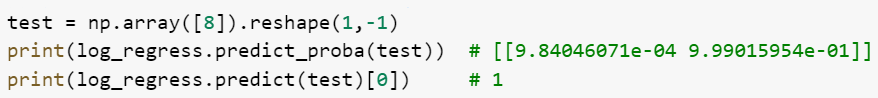 test = np.array([8]).reshape(1,-1)
print(log_regress.predict_proba(test))  # [[9.84046071e-04 9.99015954e-01]]
print(log_regress.predict(test)[0])      # 1